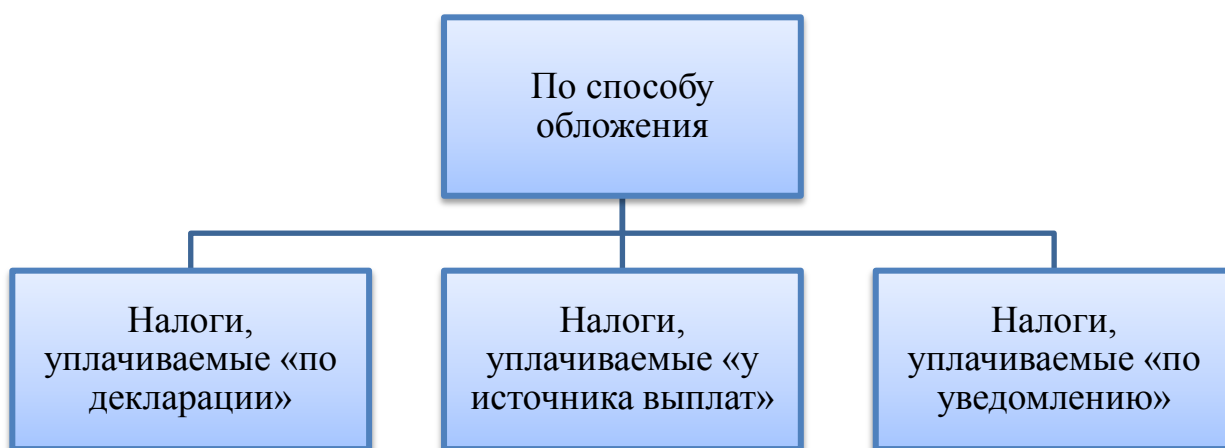 По способу
обложения
Налоги,
уплачиваемые «по
декларации»
Налоги,
уплачиваемые «у
источника выплат»
Налоги,
уплачиваемые «по
уведомлению»